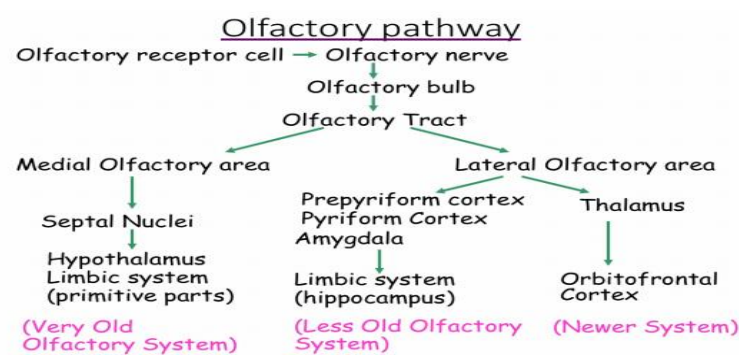 Olfactory pathway
Olfactory receptor cell → Olfactory nerve
Olfactory bulb
Olfactory Tract
Medial Olfactory area
Lateral Olfactory area
Septal Nuclei
Hypothalamus
Limbic system
(primitive parts)
(Very Old
Olfactory System)
Prepyriform cortex
Pyriform Cortex
Amygdala
Limbic system
(hippocampus)
(Less Old Olfactory
System)
Thalamus
Orbitofrontal
Cortex
(Newer System)